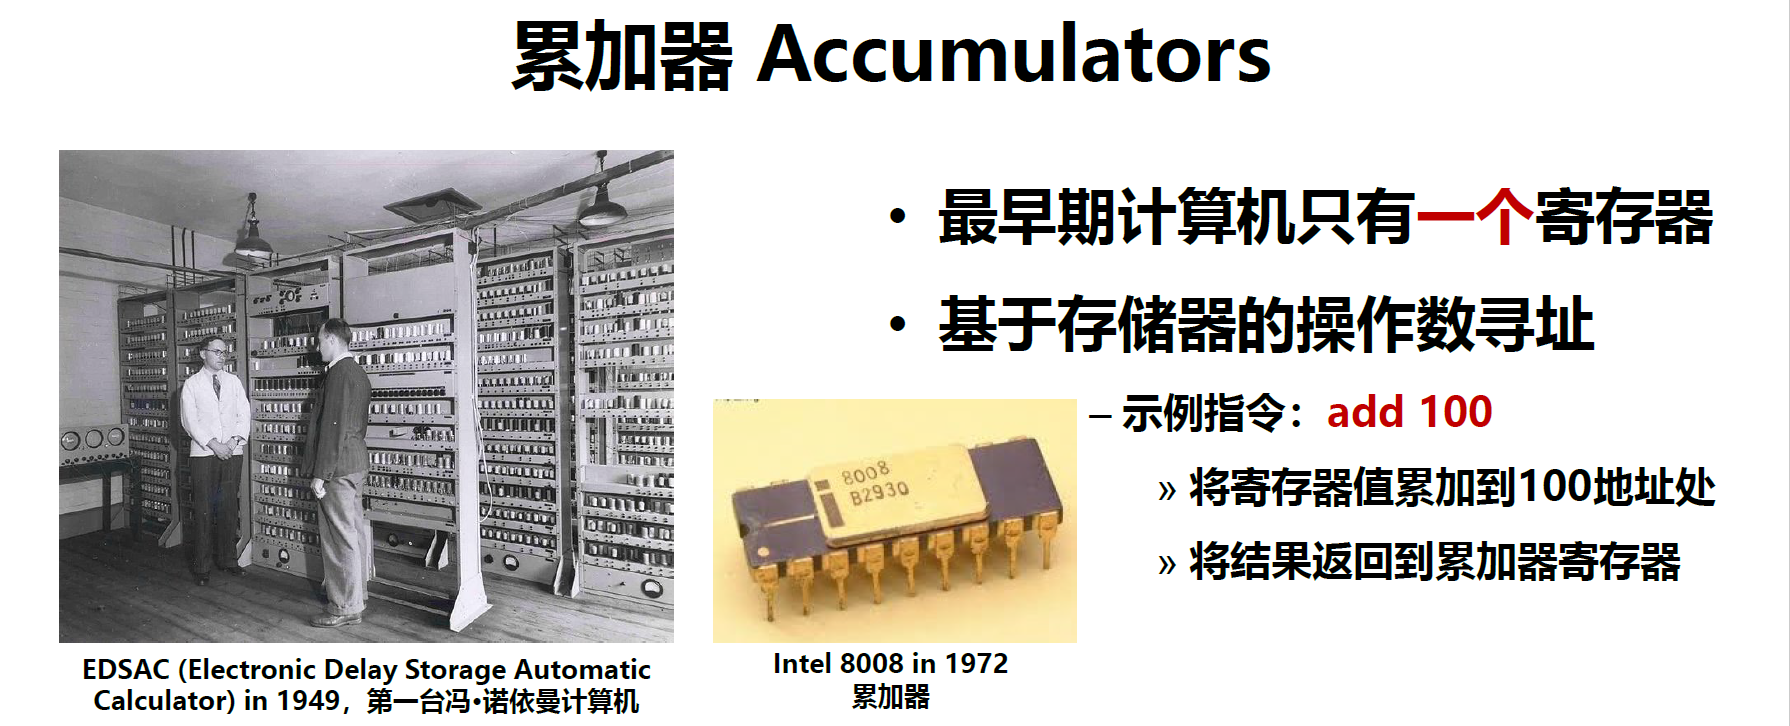 累加器 Accumulators
• 最早期计算机只有一个寄存器
• 基于存储器的操作数寻址
– 示例指令：add 100
» 将寄存器值累加到100地址处
» 将结果返回到累加器寄存器
8008
B2930
EDSAC (Electronic Delay Storage Automatic
Calculator) in 1949，第一台冯•诺依曼计算机
Intel 8008 in 1972
累加器